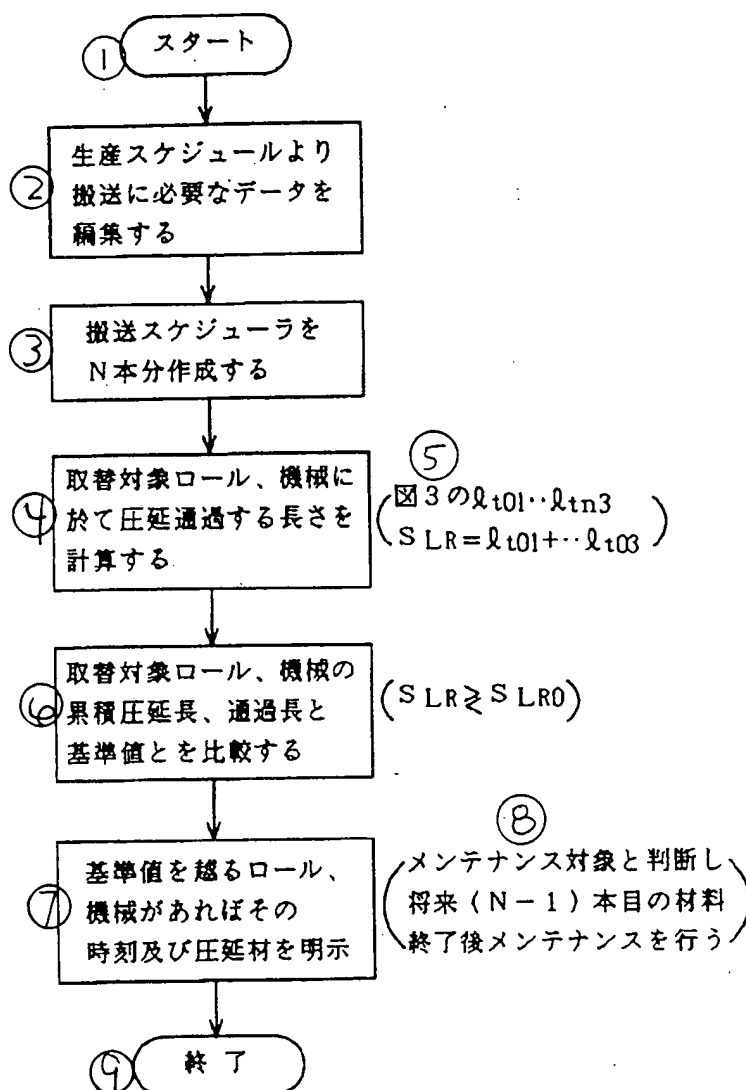 ① スタート
② 生産スケジュールより
搬送に必要なデータを
編集する
③ 搬送スケジューラを
N本分作成する
④ 取替対象ロール、機械に
於て圧延通過する長さを
計算する
⑤
図3のℓt01‥ℓtn3
SLR=ℓt01+‥ℓt03
⑥ 取替対象ロール、機械の
累積圧延長、通過長と
基準値とを比較する
(SLR≷SLR0)
⑦ 基準値を越るロール、
機械があればその
時刻及び圧延材を明示
⑧
メンテナンス対象と判断し
将来(N-1)本目の材料
終了後メンテナンスを行う
⑨ 終了